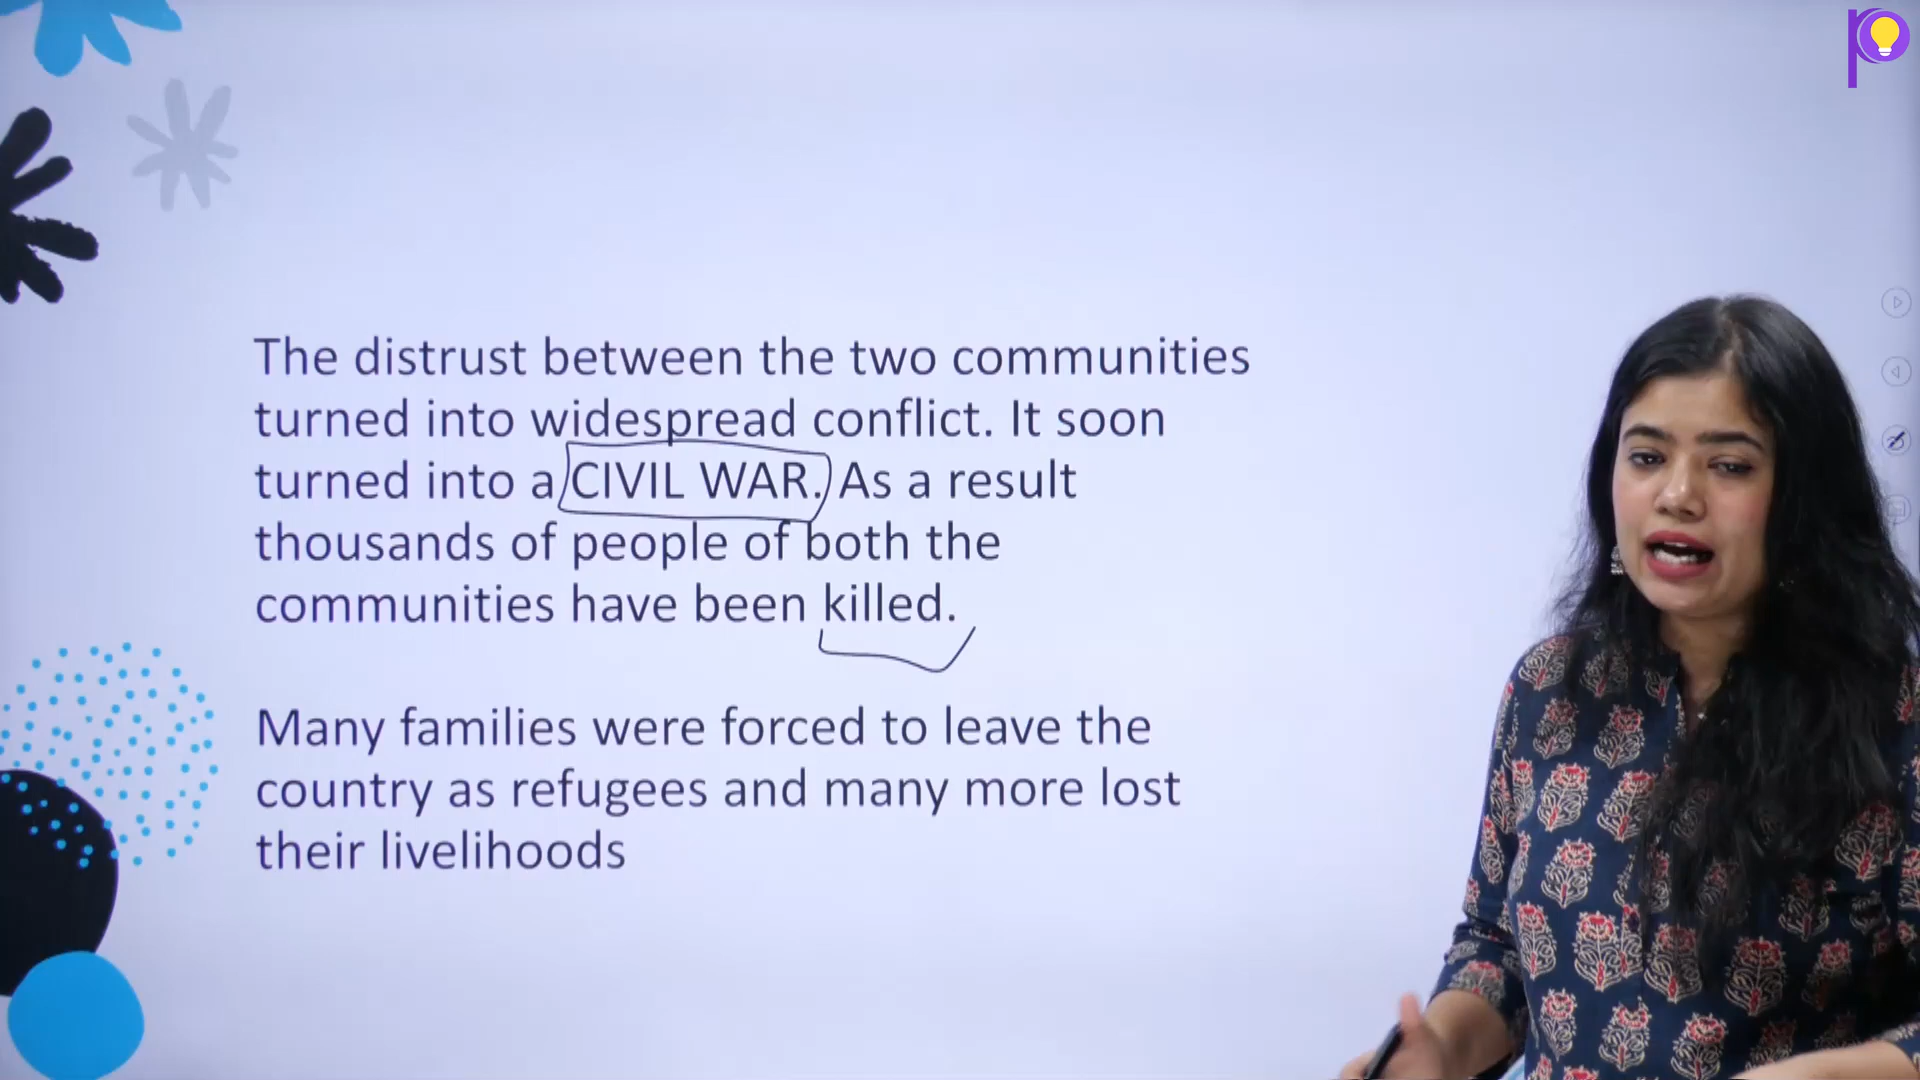 The distrust between the two communities
turned into widespread conflict. It soon
turned into a CIVIL WAR. As a result
thousands of people of both the
communities have been killed.
Many families were forced to leave the
country as refugees and many more lost
their livelihoods